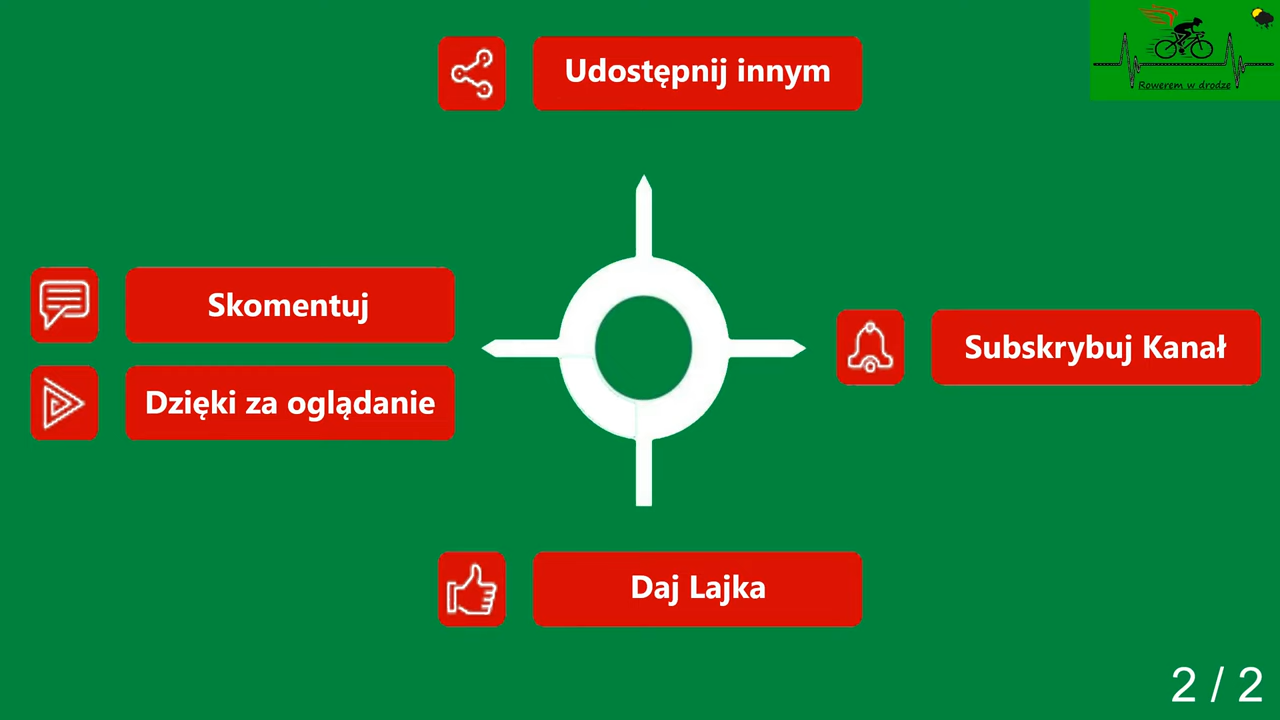 Udostępnij innym
Rowerem w drodze
Skomentuj
Subskrybuj Kanał
Dzięki za oglądanie
Daj Lajka
2 / 2